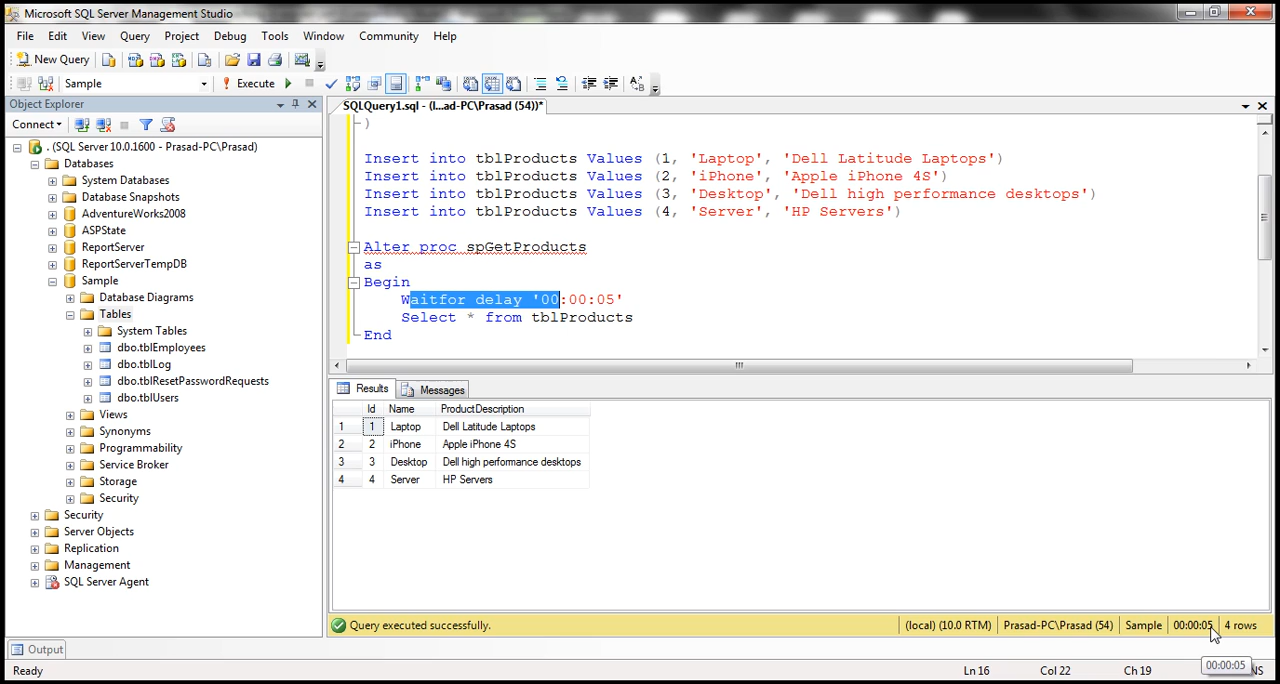 Microsoft SQL Server Management Studio
File Edit View Query Project Debug Tools Window Community Help
New Query
Sample Execute
Object Explorer
SQLQuery1.sql - (l...ad-PC\Prasad (54))*
Connect
. (SQL Server 10.0.1600 - Prasad-PC\Prasad)
Databases
System Databases
Database Snapshots
AdventureWorks2008
ASPState
ReportServer
ReportServerTempDB
Sample
Database Diagrams
Tables
System Tables
dbo.tblEmployees
dbo.tblLog
dbo.tblResetPasswordRequests
dbo.tblUsers
Views
Synonyms
Programmability
Service Broker
Storage
Security
Security
Server Objects
Replication
Management
SQL Server Agent
)
Insert into tblProducts Values (1, 'Laptop', 'Dell Latitude Laptops')
Insert into tblProducts Values (2, 'iPhone', 'Apple iPhone 4S')
Insert into tblProducts Values (3, 'Desktop', 'Dell high performance desktops')
Insert into tblProducts Values (4, 'Server', 'HP Servers')
Alter proc spGetProducts
as
Begin
Waitfor delay '00:00:05'
Select * from tblProducts
End
Results Messages
Id Name ProductDescription
1 1 Laptop Dell Latitude Laptops
2 2 iPhone Apple iPhone 4S
3 3 Desktop Dell high performance desktops
4 4 Server HP Servers
Query executed successfully. (local) (10.0 RTM) Prasad-PC\Prasad (54) Sample 00:00:05 4 rows
Output
Ready Ln 16 Col 22 Ch 19 00:00:05 NS